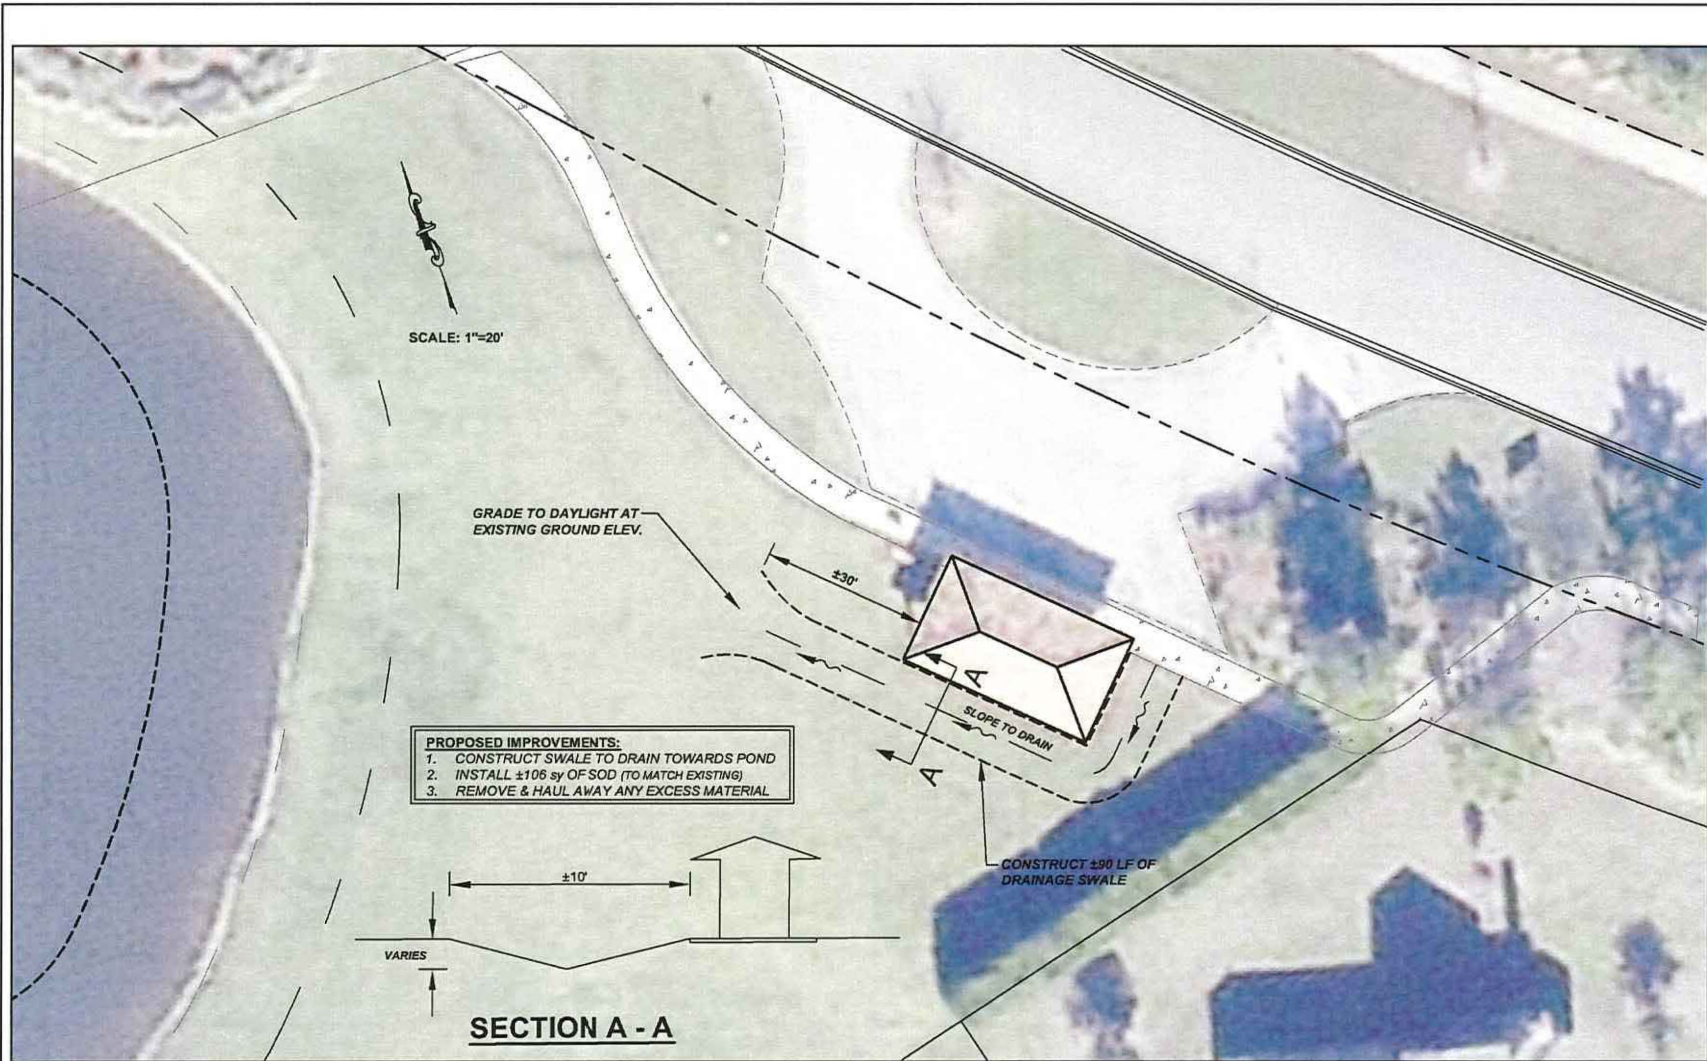 SCALE: 1"=20'
GRADE TO DAYLIGHT AT
EXISTING GROUND ELEV.
±30'
A
SLOPE TO DRAIN
A
PROPOSED IMPROVEMENTS:
1. CONSTRUCT SWALE TO DRAIN TOWARDS POND
2. INSTALL ±106 sy OF SOD (TO MATCH EXISTING)
3. REMOVE & HAUL AWAY ANY EXCESS MATERIAL
CONSTRUCT ±90 LF OF
DRAINAGE SWALE
±10'
VARIES
SECTION A - A